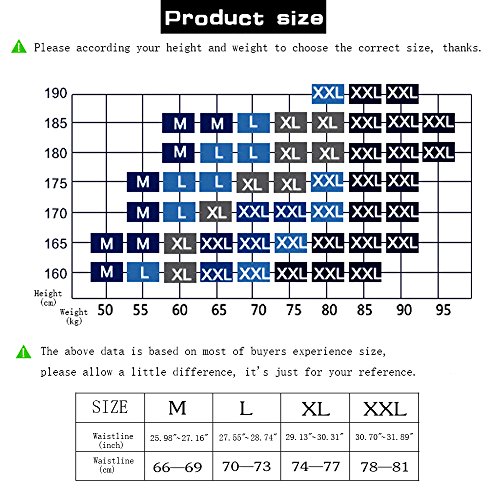 Product size
Please according your height and weight to choose the correct size, thanks.
190 XXL XXL XXL
185 M M L XL XL XXL XXL XXL
180 M L L XL XL XXL XXL XXL
175 M L L XL XL XXL XXL XXL
170 M L XL XXL XXL XXL XXL XXL
165 M M XL XXL XXL XXL XXL XXL XXL
160 M L XL XXL XXL XXL XXL XXL
Height (cm)
Weight (kg) 50 55 60 65 70 75 80 85 90 95
The above data is based on most of buyers experience size,
please allow a little difference, it's just for your reference.
SIZE M L XL XXL
Waistline (inch) 25.98"~27.16" 27.55"~28.74" 29.13"~30.31" 30.70"~31.89"
Waistline (cm) 66—69 70—73 74—77 78—81